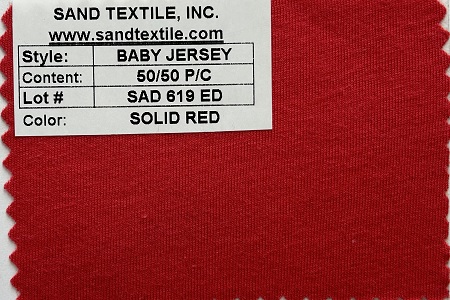 SAND TEXTILE, INC.
www.sandtextile.com
Style: BABY JERSEY
Content: 50/50 P/C
Lot # SAD 619 ED
Color: SOLID RED